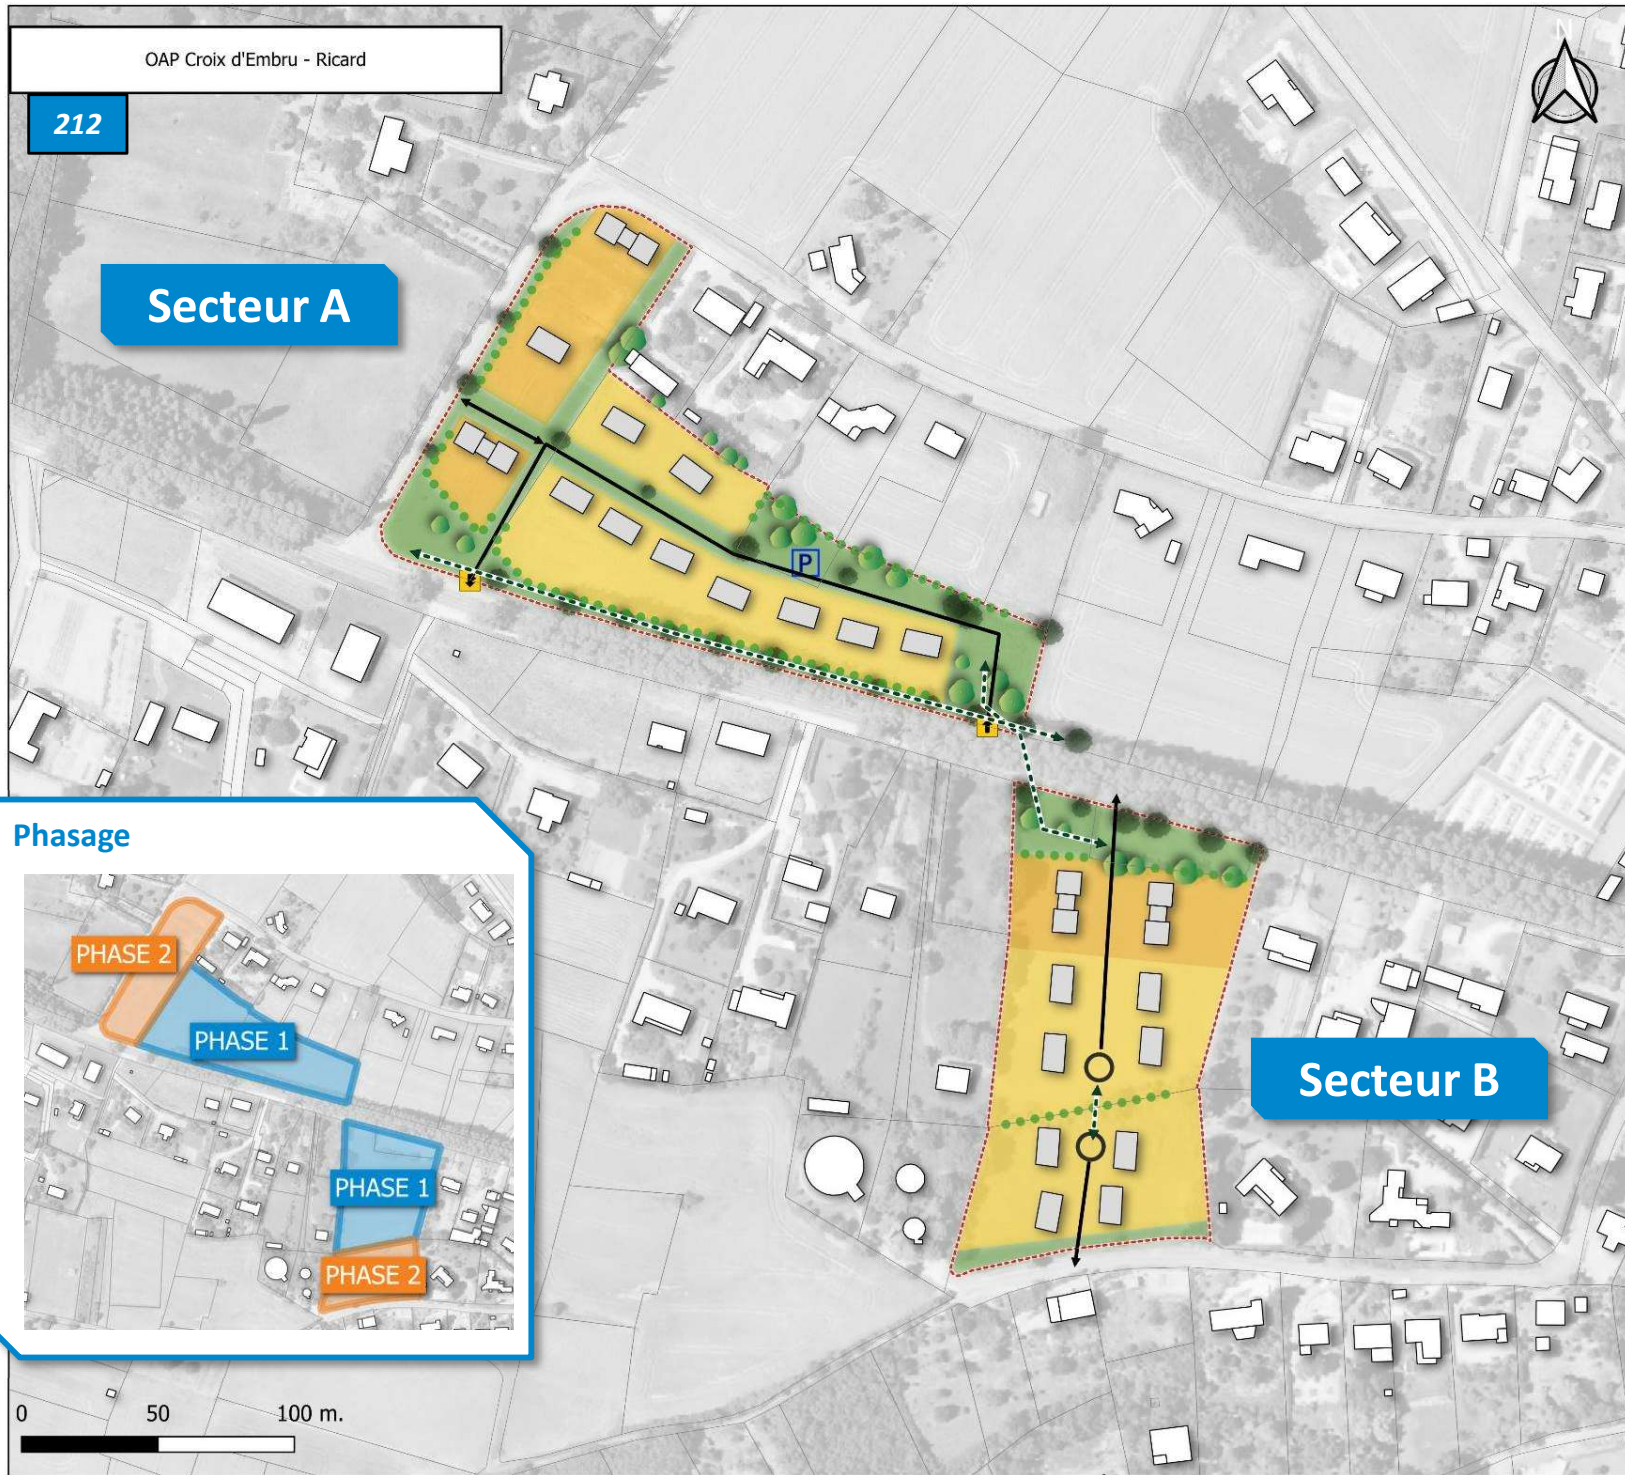 OAP Croix d'Embru - Ricard
212
N
Secteur A
P
Secteur B
Phasage
PHASE 2
PHASE 1
PHASE 1
PHASE 2
0 50 100 m.